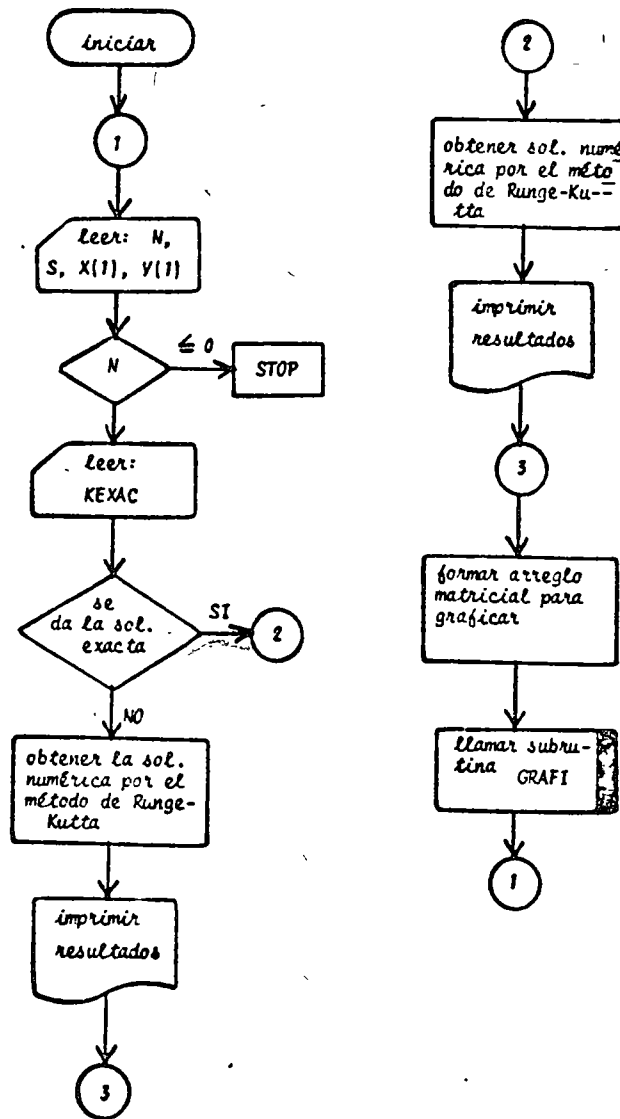 iniciar
1
leer: N,
S, X(1), Y(1)
N
≤ 0
STOP
leer:
KEXAC
se
da la sol.
exacta
SI
2
NO
obtener la sol.
numérica por el
método de Runge-
Kutta
imprimir
resultados
3
2
obtener sol. numé
rica por el méto
do de Runge-Ku--
tta
imprimir
resultados
3
formar arreglo
matricial para
graficar
llamar subru-
tina
GRAFI
1